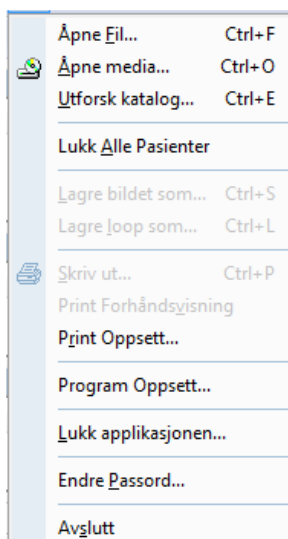 Åpne Fil... Ctrl+F
Åpne media... Ctrl+O
Utforsk katalog... Ctrl+E
Lukk Alle Pasienter
Lagre bildet som... Ctrl+S
Lagre loop som... Ctrl+L
Skriv ut... Ctrl+P
Print Forhåndsvisning
Print Oppsett...
Program Oppsett...
Lukk applikasjonen...
Endre Passord...
Avslutt